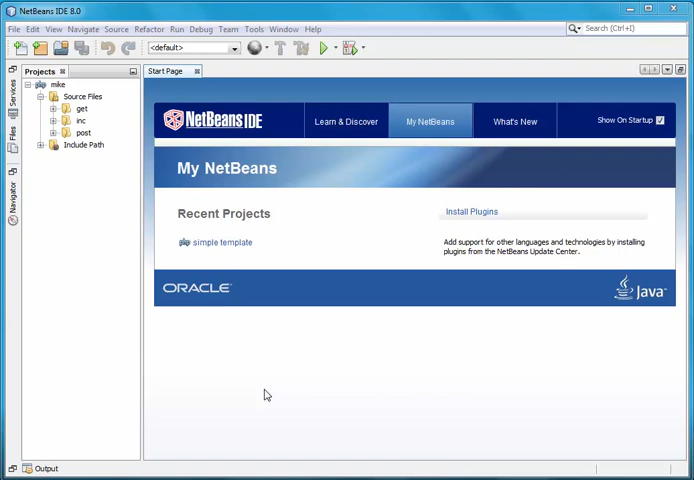 NetBeans IDE 8.0
File Edit View Navigate Source Refactor Run Debug Team Tools Window Help
Search (Ctrl+I)
<default>
Projects
Start Page
Services
Files
Navigator
mike
Source Files
get
inc
post
Include Path
NetBeans IDE
Learn & Discover
My NetBeans
What's New
Show On Startup
My NetBeans
Recent Projects
Install Plugins
simple template
Add support for other languages and technologies by installing
plugins from the NetBeans Update Center.
ORACLE
Java
Output